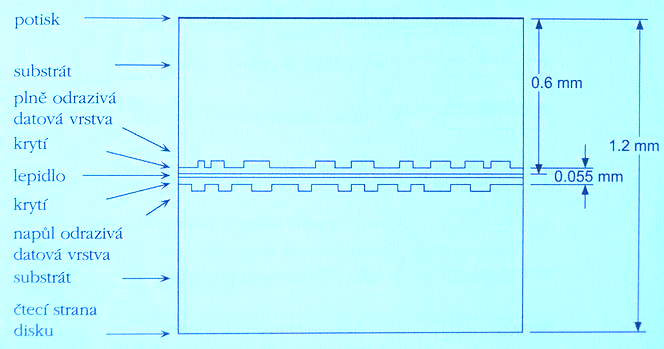 potisk
substrát
plně odrazivá
datová vrstva
krytí
lepidlo
krytí
napůl odrazivá
datová vrstva
substrát
čtecí strana
disku
0.6 mm
1.2 mm
0.055 mm